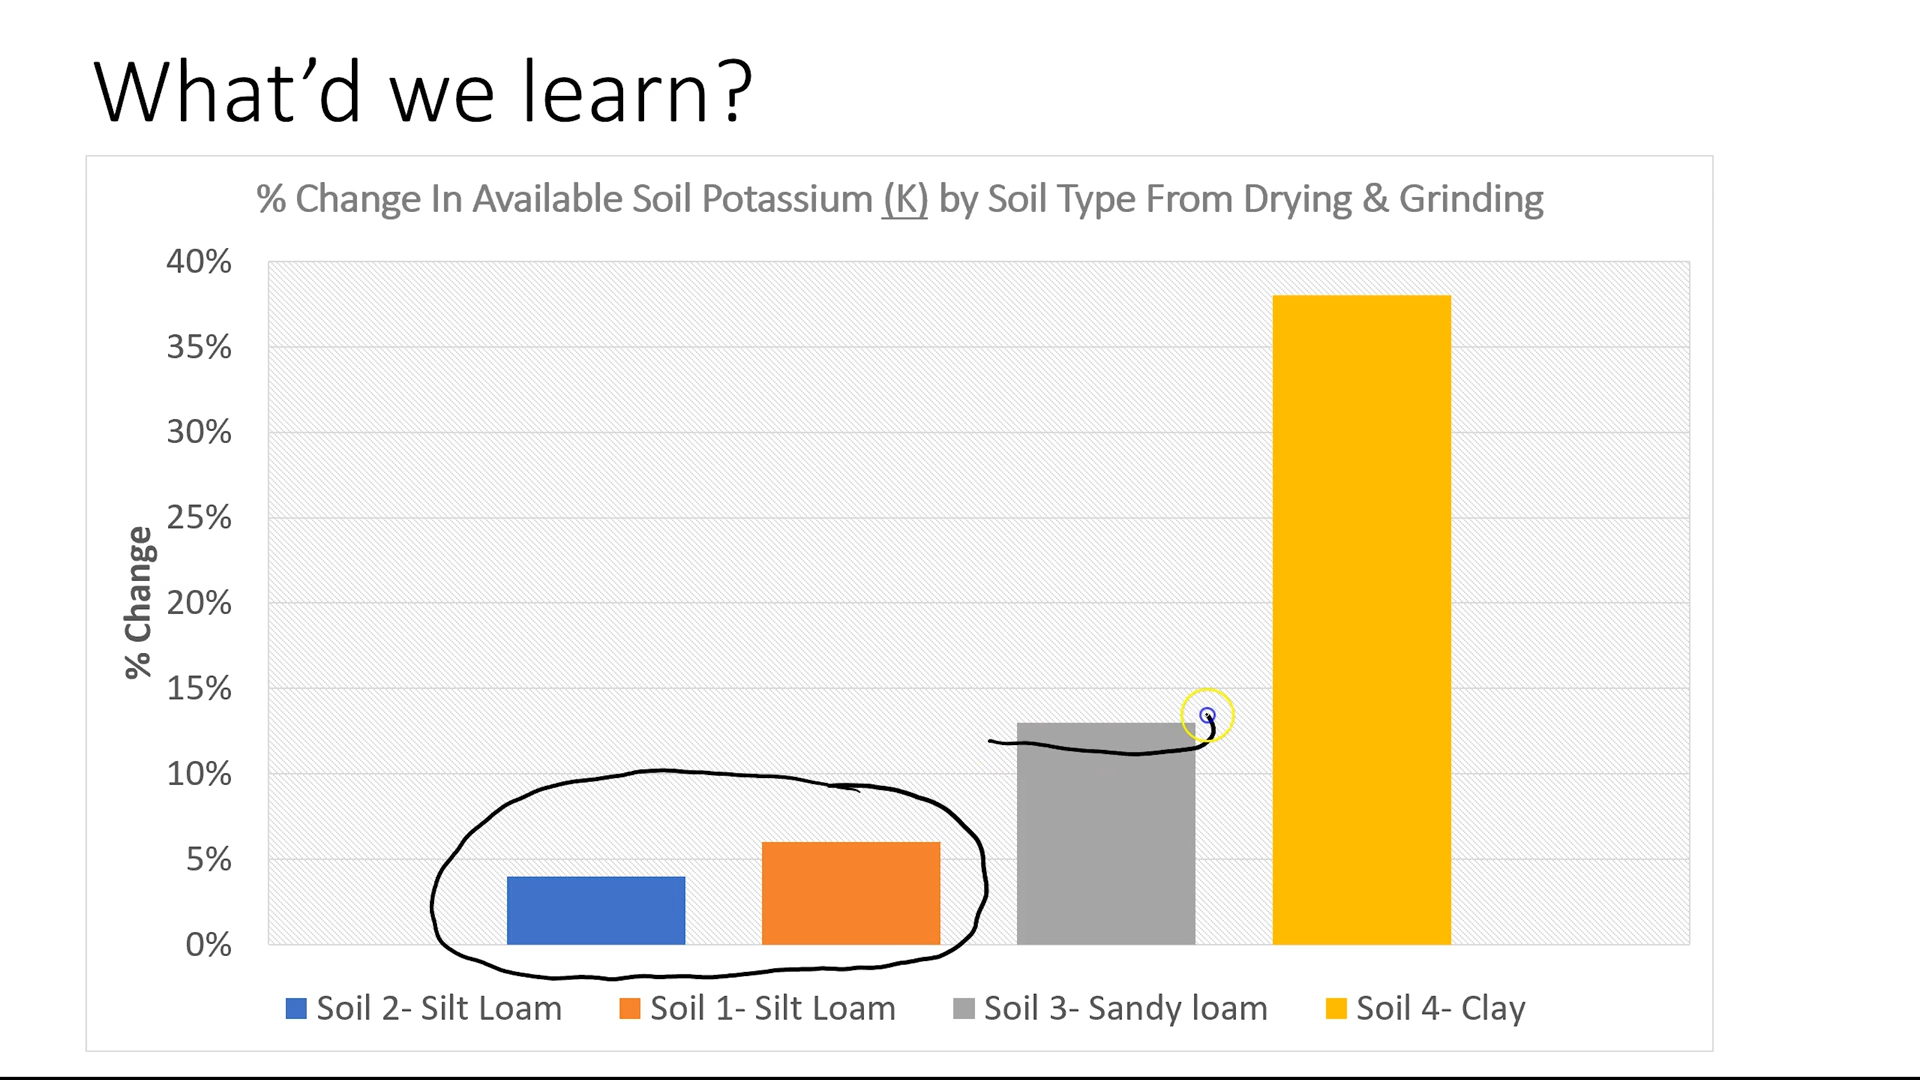 What’d we learn?
% Change In Available Soil Potassium (K) by Soil Type From Drying & Grinding
40%
35%
30%
25%
20%
15%
10%
5%
0%
% Change
Soil 2- Silt Loam Soil 1- Silt Loam Soil 3- Sandy loam Soil 4- Clay